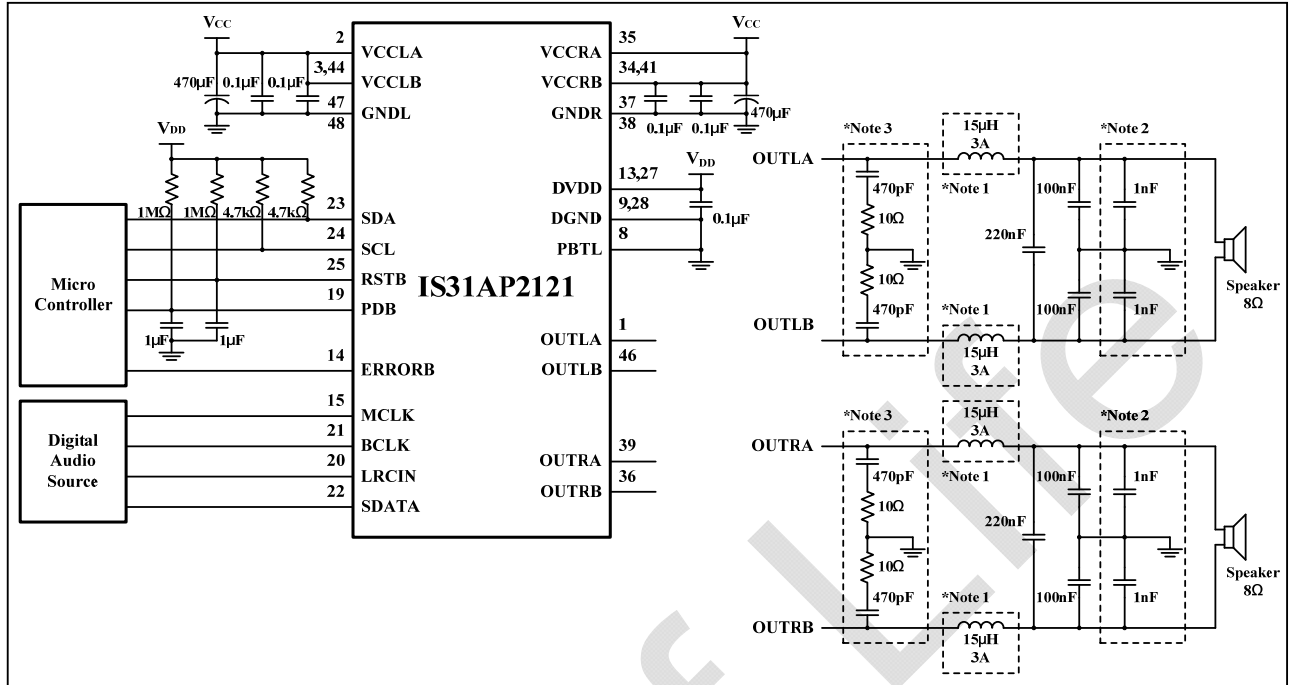 VCC
2
VCCLA
3,44
VCCLB
470µF 0.1µF 0.1µF
47
GNDL
48
VDD
1MΩ 1MΩ 4.7kΩ 4.7kΩ
23
SDA
24
SCL
25
RSTB
19
PDB
1µF 1µF
14
ERRORB
Micro
Controller
15
MCLK
21
BCLK
20
LRCIN
22
SDATA
Digital
Audio
Source
IS31AP2121
VCC
35
VCCRA
34,41
VCCRB
37
GNDR
38
0.1µF 0.1µF 470µF
VDD
13,27
DVDD
9,28
DGND
0.1µF
8
PBTL
1
OUTLA
46
OUTLB
39
OUTRA
36
OUTRB
*Note 3
15µH
3A
*Note 2
OUTLA
470pF
*Note 1
100nF
1nF
10Ω
220nF
10Ω
Speaker
8Ω
470pF
*Note 1
100nF
1nF
OUTLB
15µH
3A
*Note 3
15µH
3A
*Note 2
OUTRA
470pF
*Note 1
100nF
1nF
10Ω
220nF
10Ω
Speaker
8Ω
470pF
*Note 1
100nF
1nF
OUTRB
15µH
3A
f Life